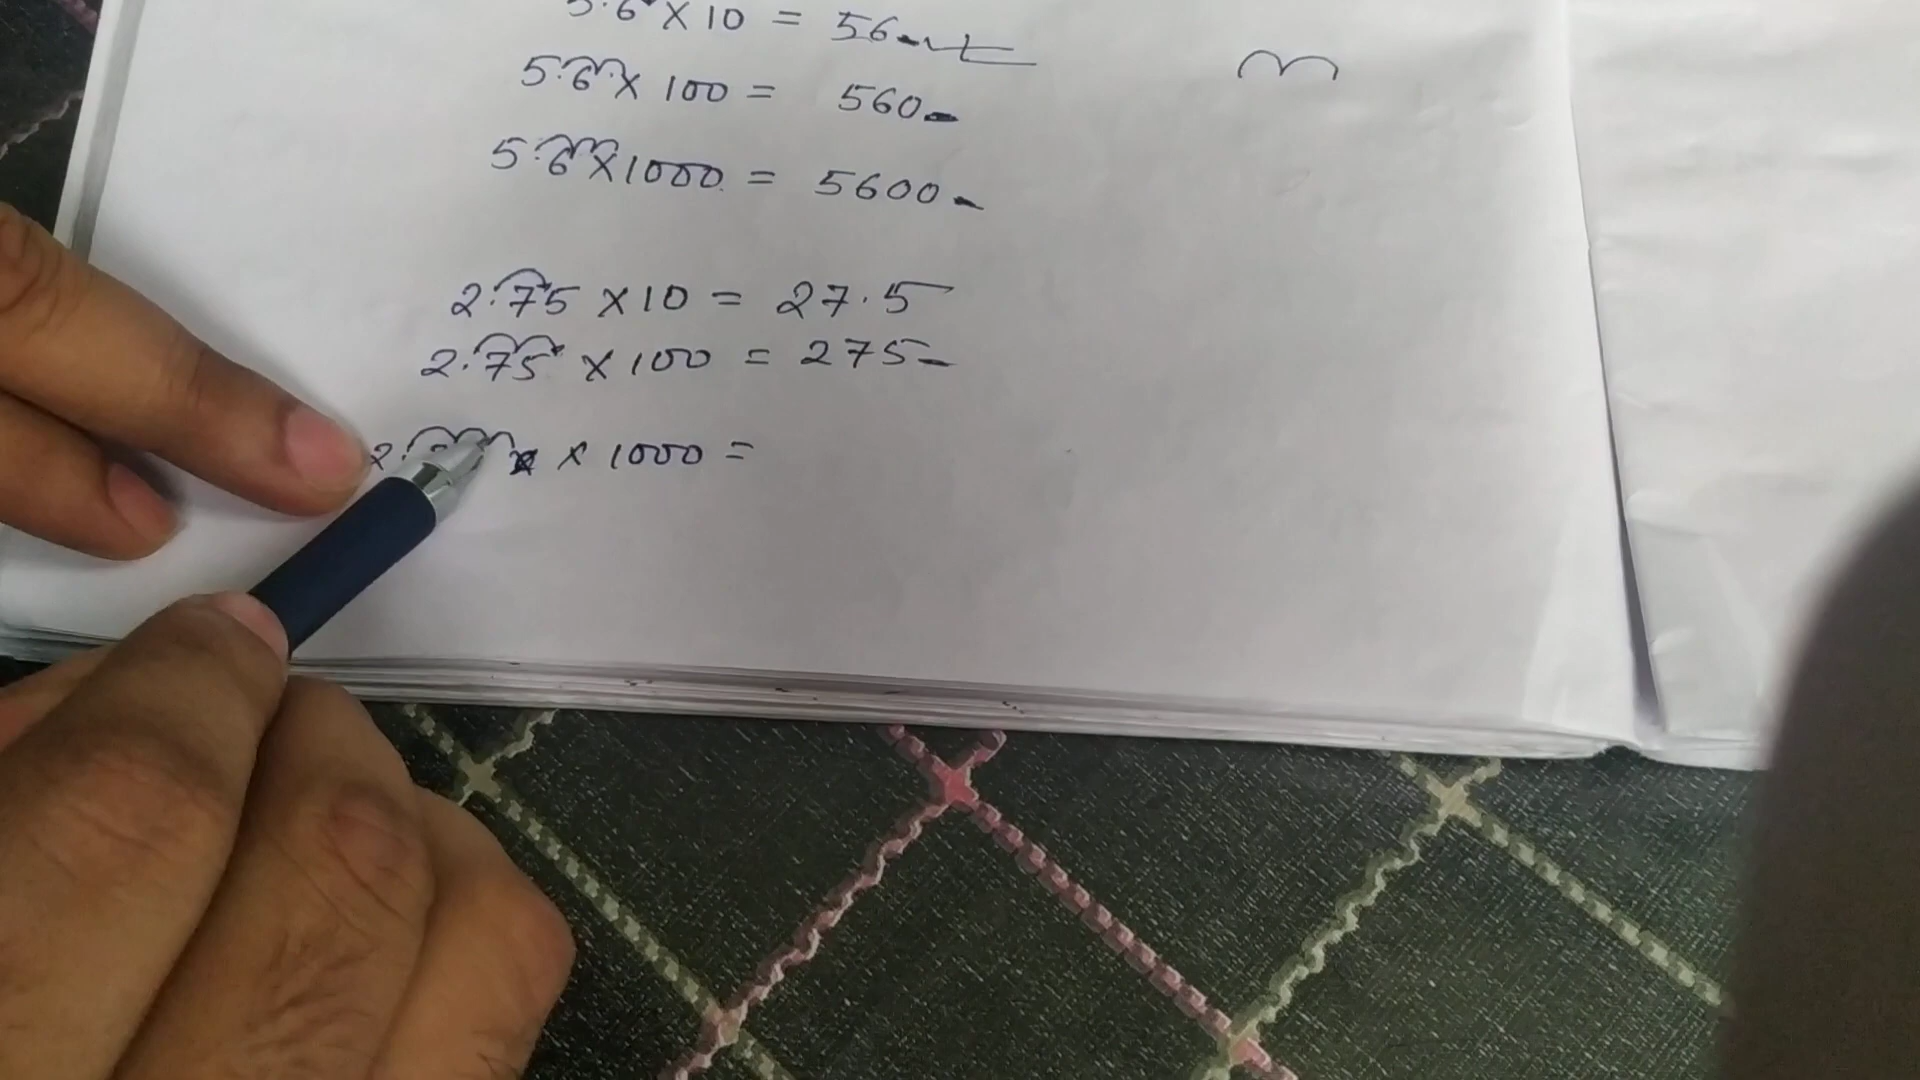 5.6 × 10 = 56
5.6 × 100 = 560
5.6 × 1000 = 5600
2.75 × 10 = 27.5
2.75 × 100 = 275
2. × 1000 =